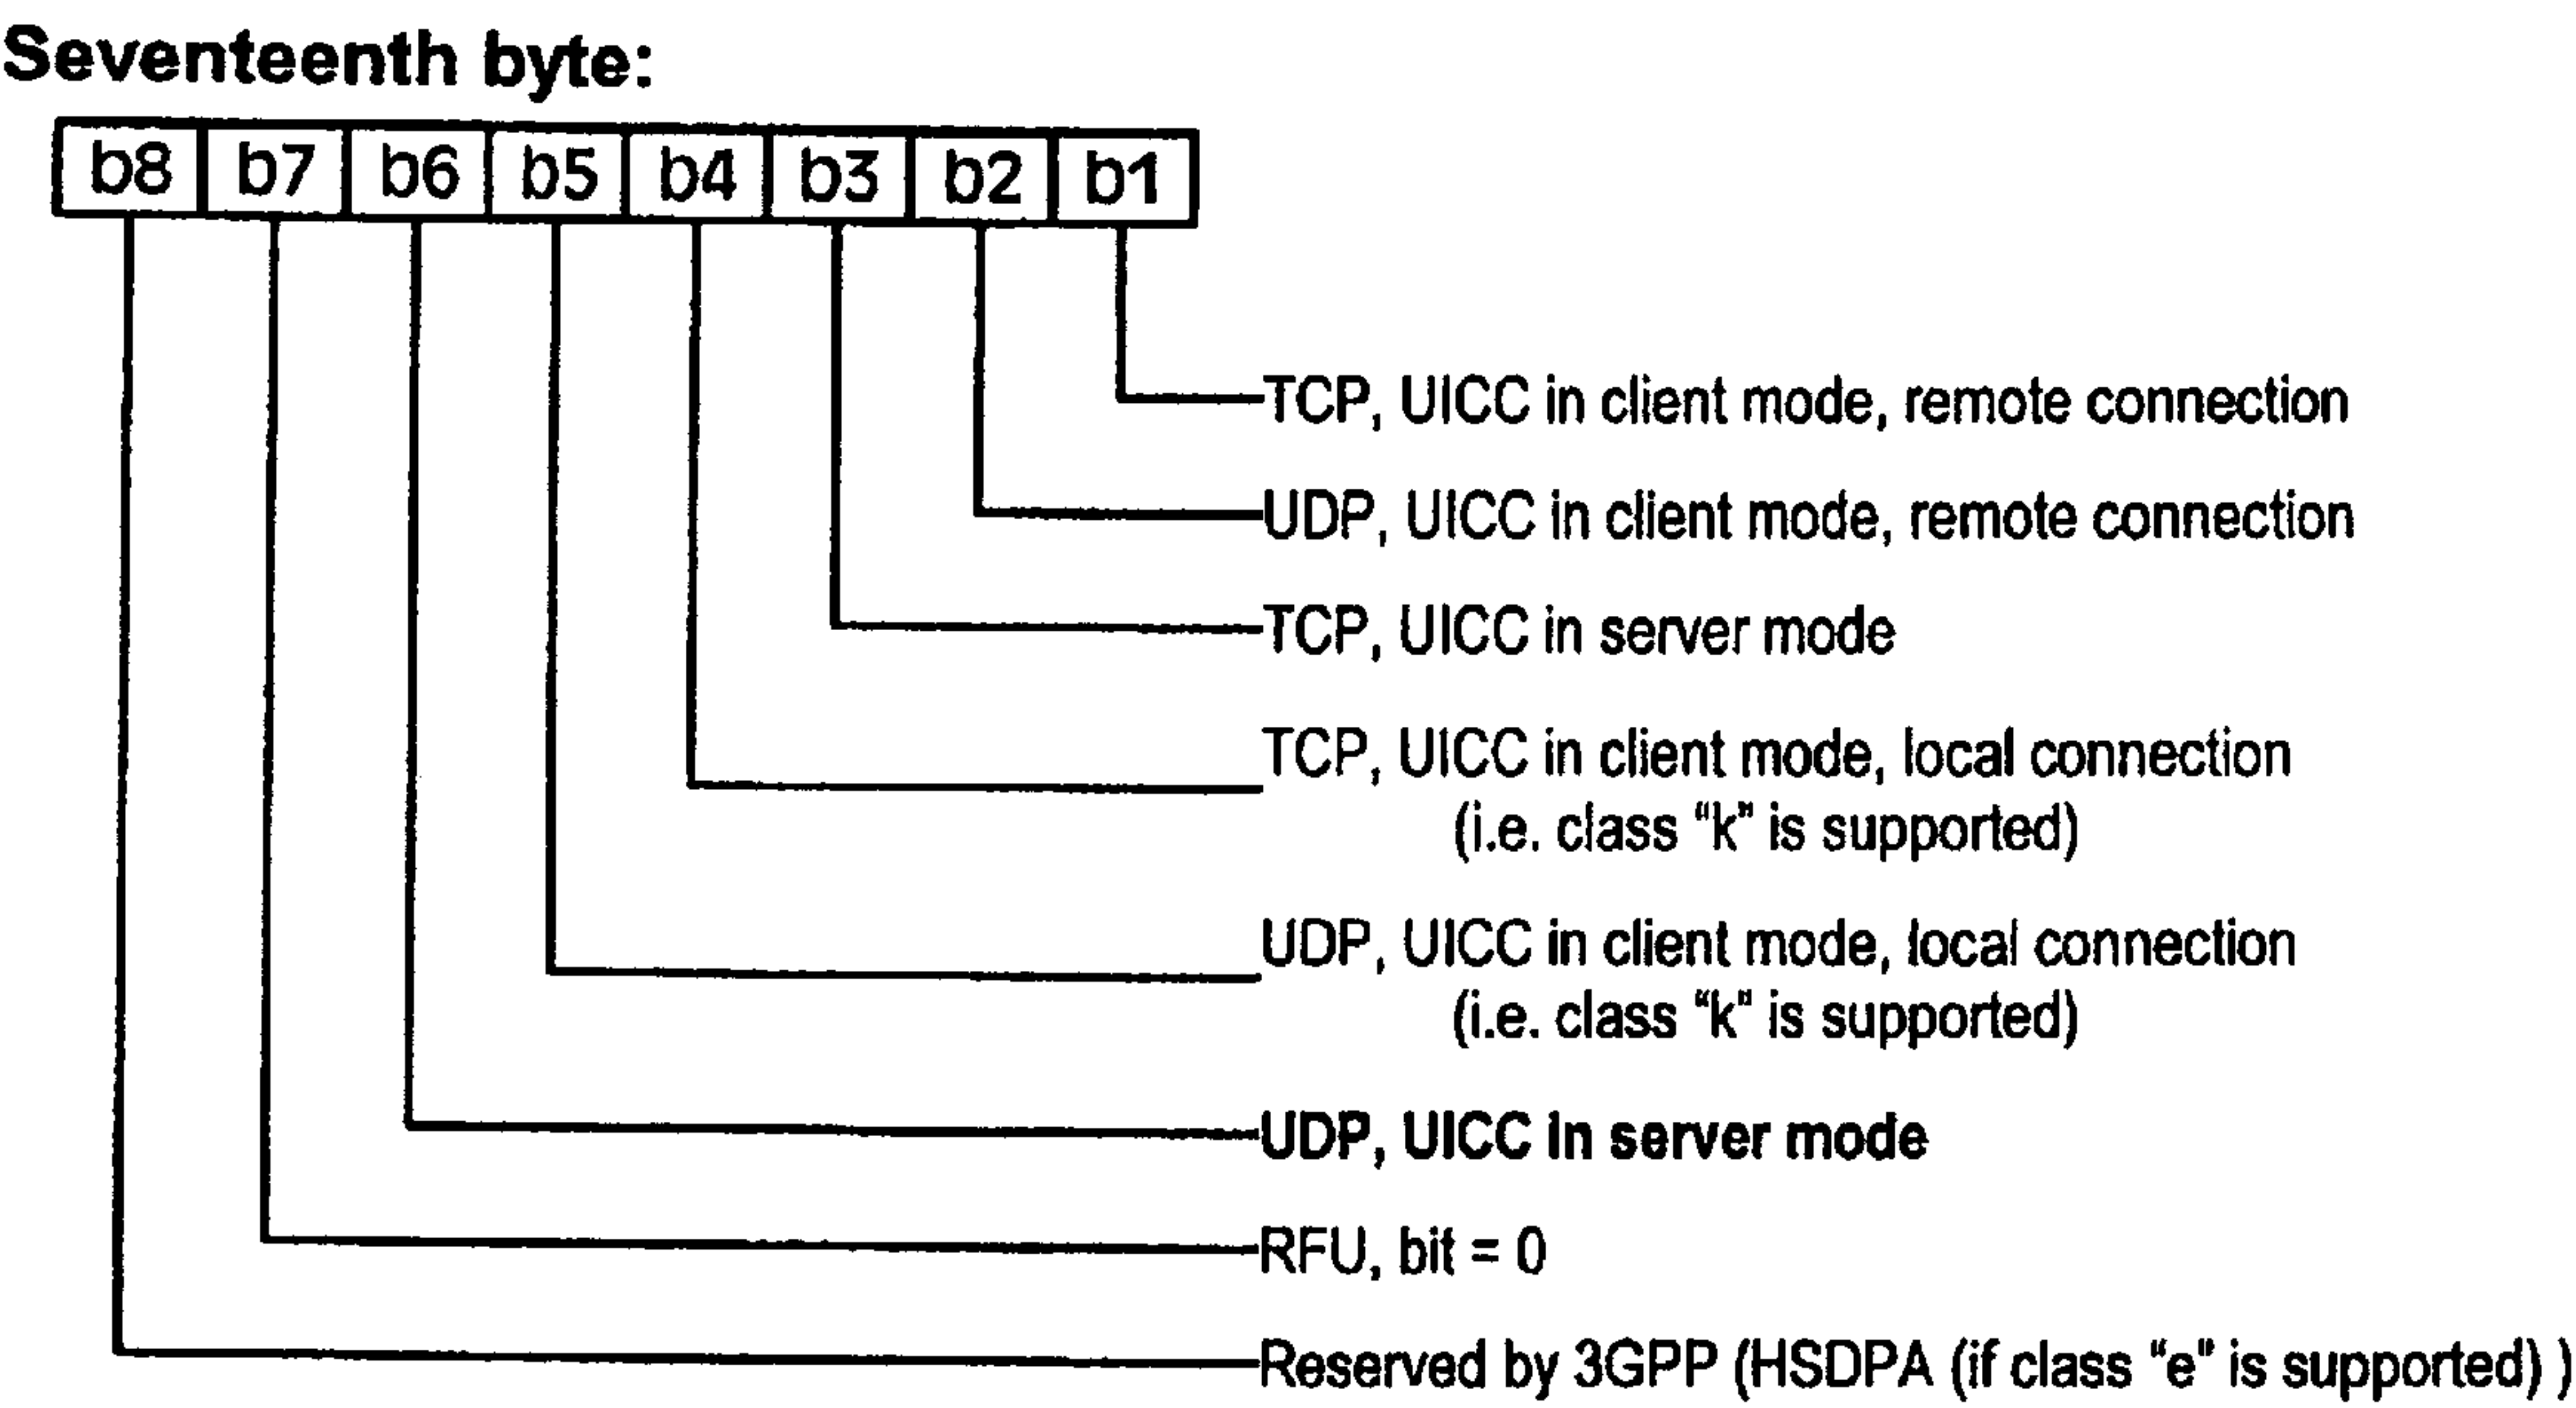 Seventeenth byte:
b8 b7 b6 b5 b4 b3 b2 b1
TCP, UICC in client mode, remote connection
UDP, UICC in client mode, remote connection
TCP, UICC in server mode
TCP, UICC in client mode, local connection
(i.e. class “k” is supported)
UDP, UICC in client mode, local connection
(i.e. class “k” is supported)
UDP, UICC in server mode
RFU, bit = 0
Reserved by 3GPP (HSDPA (if class “e” is supported) )